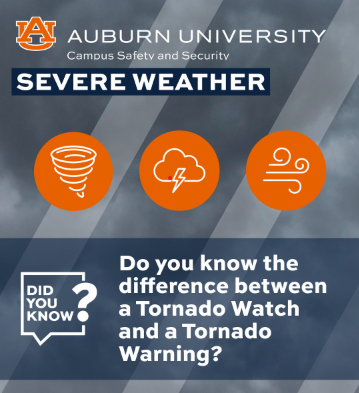 AU
AUBURN UNIVERSITY
Campus Safety and Security
SEVERE WEATHER
DID
YOU
KNOW ?
Do you know the
difference between
a Tornado Watch
and a Tornado
Warning?